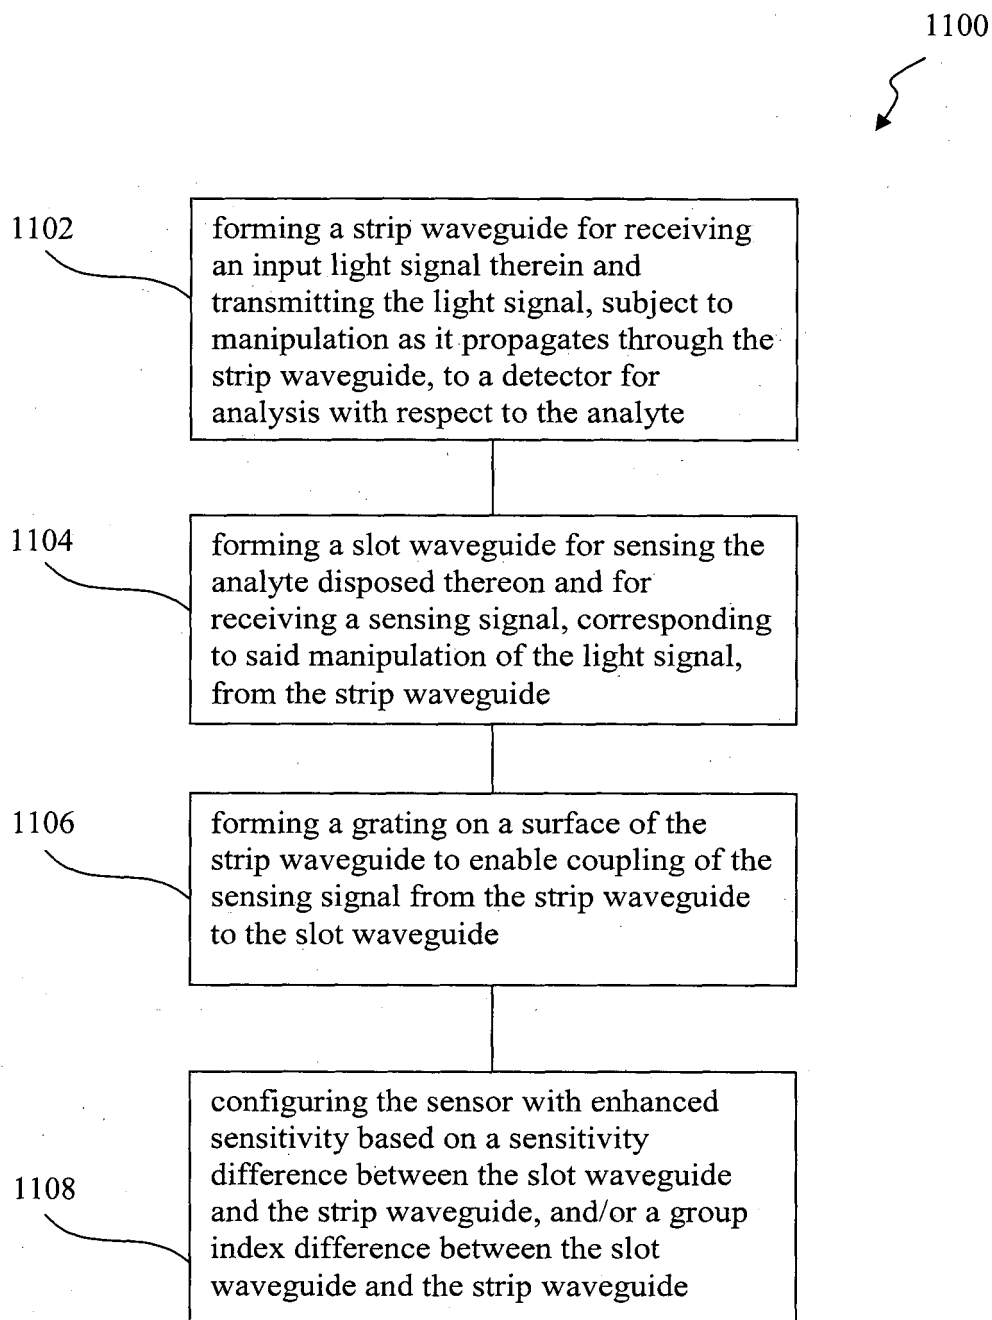 1100
1102
forming a strip waveguide for receiving
an input light signal therein and
transmitting the light signal, subject to
manipulation as it propagates through the
strip waveguide, to a detector for
analysis with respect to the analyte
1104
forming a slot waveguide for sensing the
analyte disposed thereon and for
receiving a sensing signal, corresponding
to said manipulation of the light signal,
from the strip waveguide
1106
forming a grating on a surface of the
strip waveguide to enable coupling of the
sensing signal from the strip waveguide
to the slot waveguide
1108
configuring the sensor with enhanced
sensitivity based on a sensitivity
difference between the slot waveguide
and the strip waveguide, and/or a group
index difference between the slot
waveguide and the strip waveguide